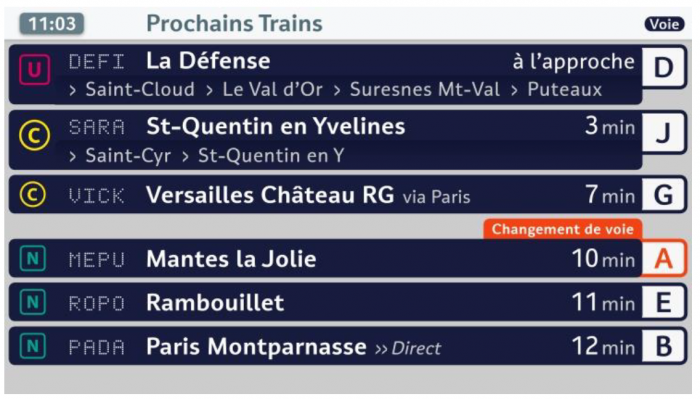 11:03 Prochains Trains Voie
U DEFI La Défense à l’approche D
> Saint-Cloud > Le Val d’Or > Suresnes Mt-Val > Puteaux
C SARA St-Quentin en Yvelines 3 min J
> Saint-Cyr > St-Quentin en Y
C VICK Versailles Château RG via Paris 7 min G
Changement de voie
N MEPU Mantes la Jolie 10 min A
N ROPO Rambouillet 11 min E
N PADA Paris Montparnasse >> Direct 12 min B